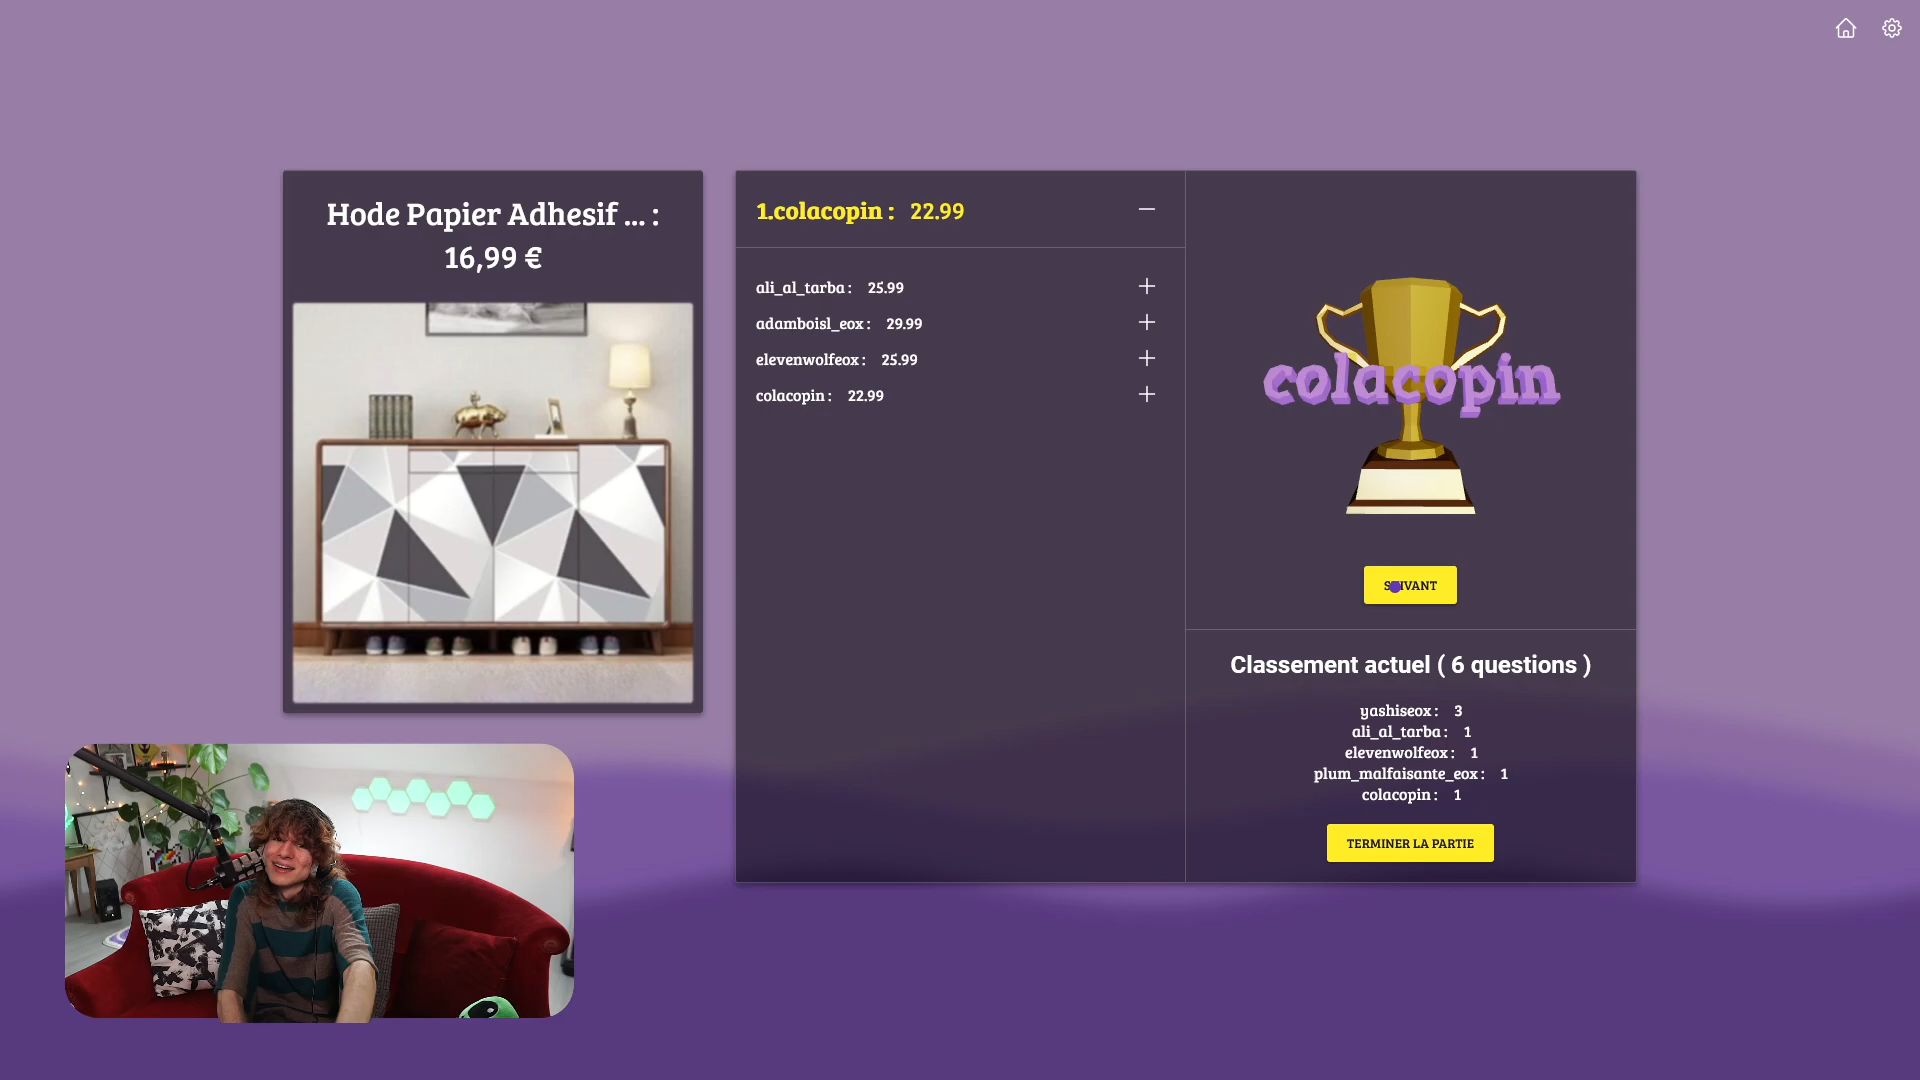 Hode Papier Adhesif ... :
16,99 €
1.colacopin : 22.99
ali_al_tarba : 25.99
adamboisl_eox : 29.99
elevenwolfeox : 25.99
colacopin : 22.99
colacopin
SUIVANT
Classement actuel ( 6 questions )
yashiseox : 3
ali_al_tarba : 1
elevenwolfeox : 1
plum_malfaisante_eox : 1
colacopin : 1
TERMINER LA PARTIE